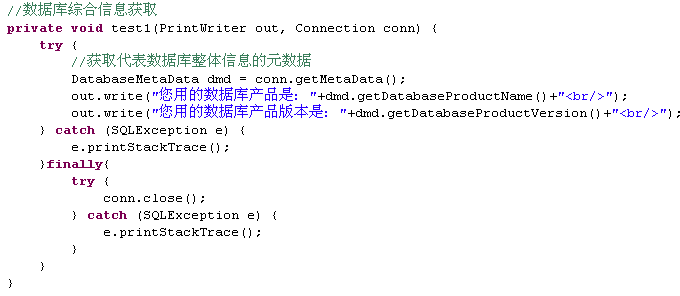 //数据库综合信息获取
private void test1(PrintWriter out, Connection conn) {
    try {
        //获取代表数据库整体信息的元数据
        DatabaseMetaData dmd = conn.getMetaData();
        out.write("您用的数据库产品是："+dmd.getDatabaseProductName()+"<br/>");
        out.write("您用的数据库产品版本是："+dmd.getDatabaseProductVersion()+"<br/>");
    } catch (SQLException e) {
        e.printStackTrace();
    }finally{
        try {
            conn.close();
        } catch (SQLException e) {
            e.printStackTrace();
        }
    }
}